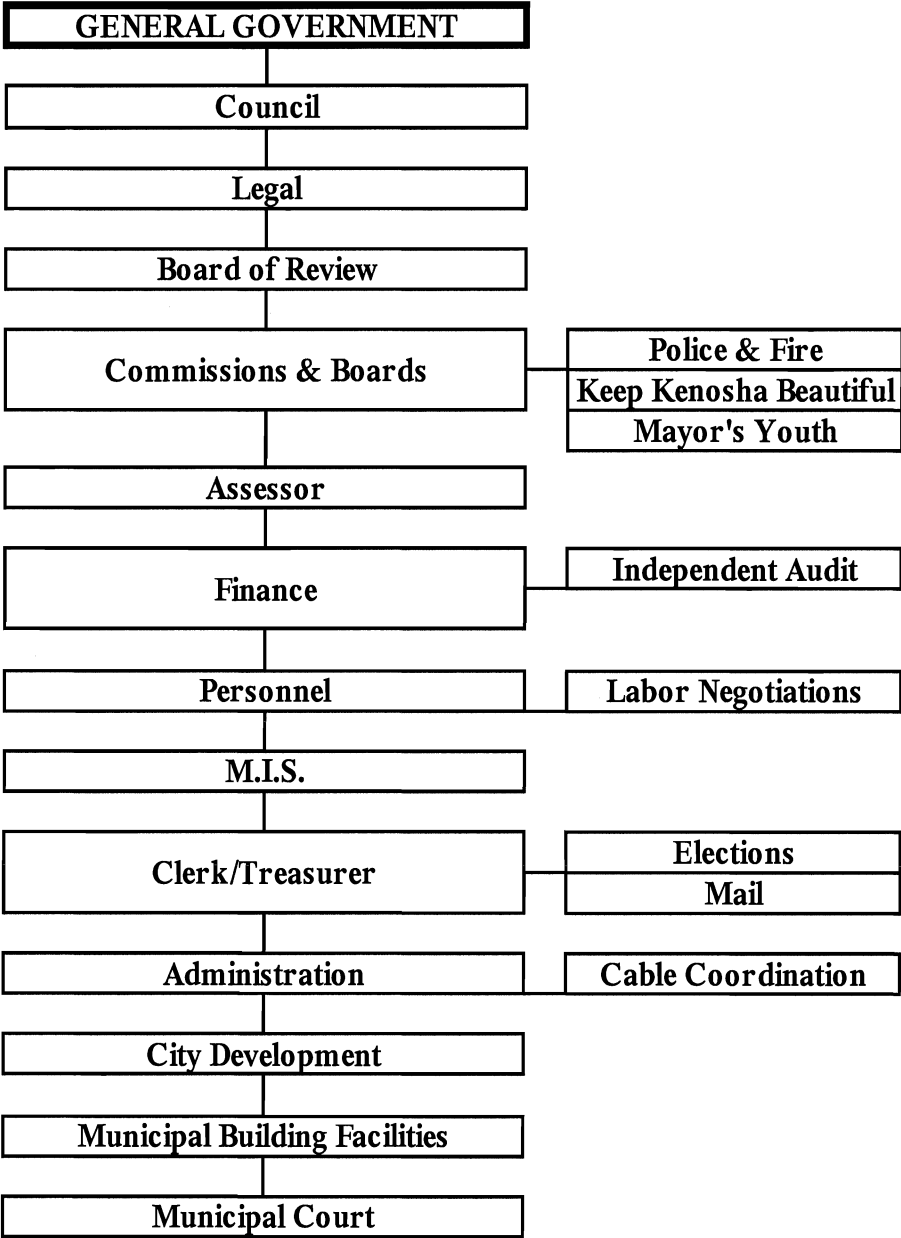 GENERAL GOVERNMENT
Council
Legal
Board of Review
Commissions & Boards
Police & Fire
Keep Kenosha Beautiful
Mayor's Youth
Assessor
Finance
Independent Audit
Personnel
Labor Negotiations
M.I.S.
Clerk/Treasurer
Elections
Mail
Administration
Cable Coordination
City Development
Municipal Building Facilities
Municipal Court